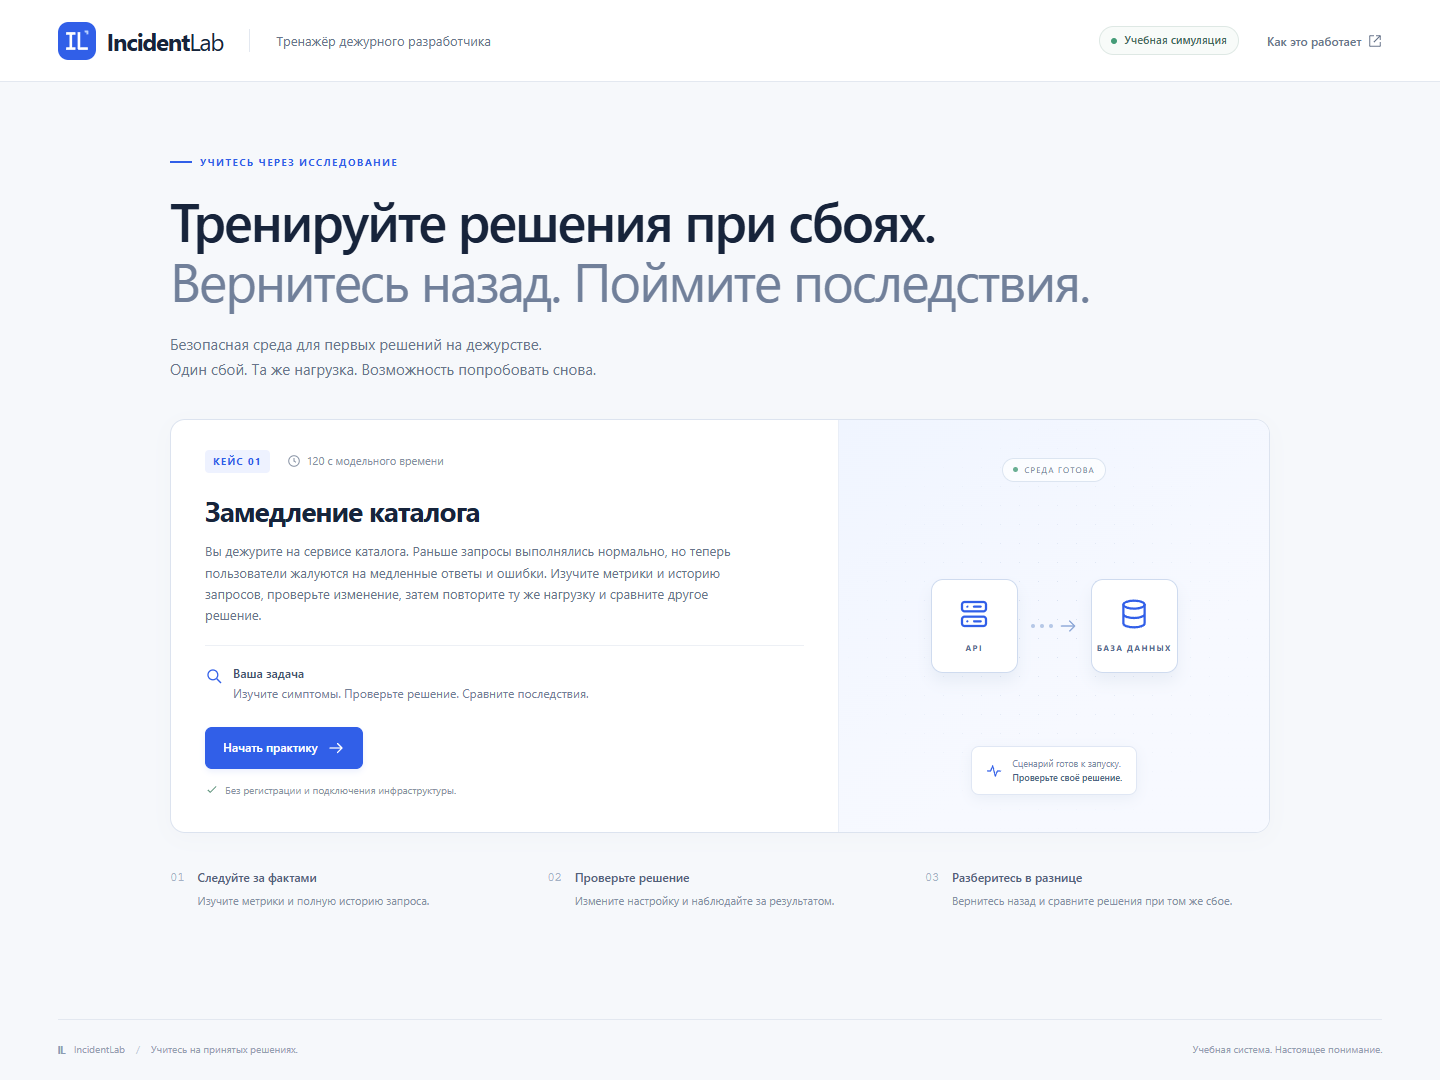 IL IncidentLab
Тренажёр дежурного разработчика
Учебная симуляция
Как это работает
УЧИТЕСЬ ЧЕРЕЗ ИССЛЕДОВАНИЕ
Тренируйте решения при сбоях.
Вернитесь назад. Поймите последствия.
Безопасная среда для первых решений на дежурстве.
Один сбой. Та же нагрузка. Возможность попробовать снова.
КЕЙС 01
120 с модельного времени
Замедление каталога
Вы дежурите на сервисе каталога. Раньше запросы выполнялись нормально, но теперь
пользователи жалуются на медленные ответы и ошибки. Изучите метрики и историю
запросов, проверьте изменение, затем повторите ту же нагрузку и сравните другое
решение.
Ваша задача
Изучите симптомы. Проверьте решение. Сравните последствия.
Начать практику
Без регистрации и подключения инфраструктуры.
СРЕДА ГОТОВА
API
БАЗА ДАННЫХ
Сценарий готов к запуску.
Проверьте своё решение.
01 Следуйте за фактами
Изучите метрики и полную историю запроса.
02 Проверьте решение
Измените настройку и наблюдайте за результатом.
03 Разберитесь в разнице
Вернитесь назад и сравните решения при том же сбое.
IL IncidentLab / Учитесь на принятых решениях.
Учебная система. Настоящее понимание.